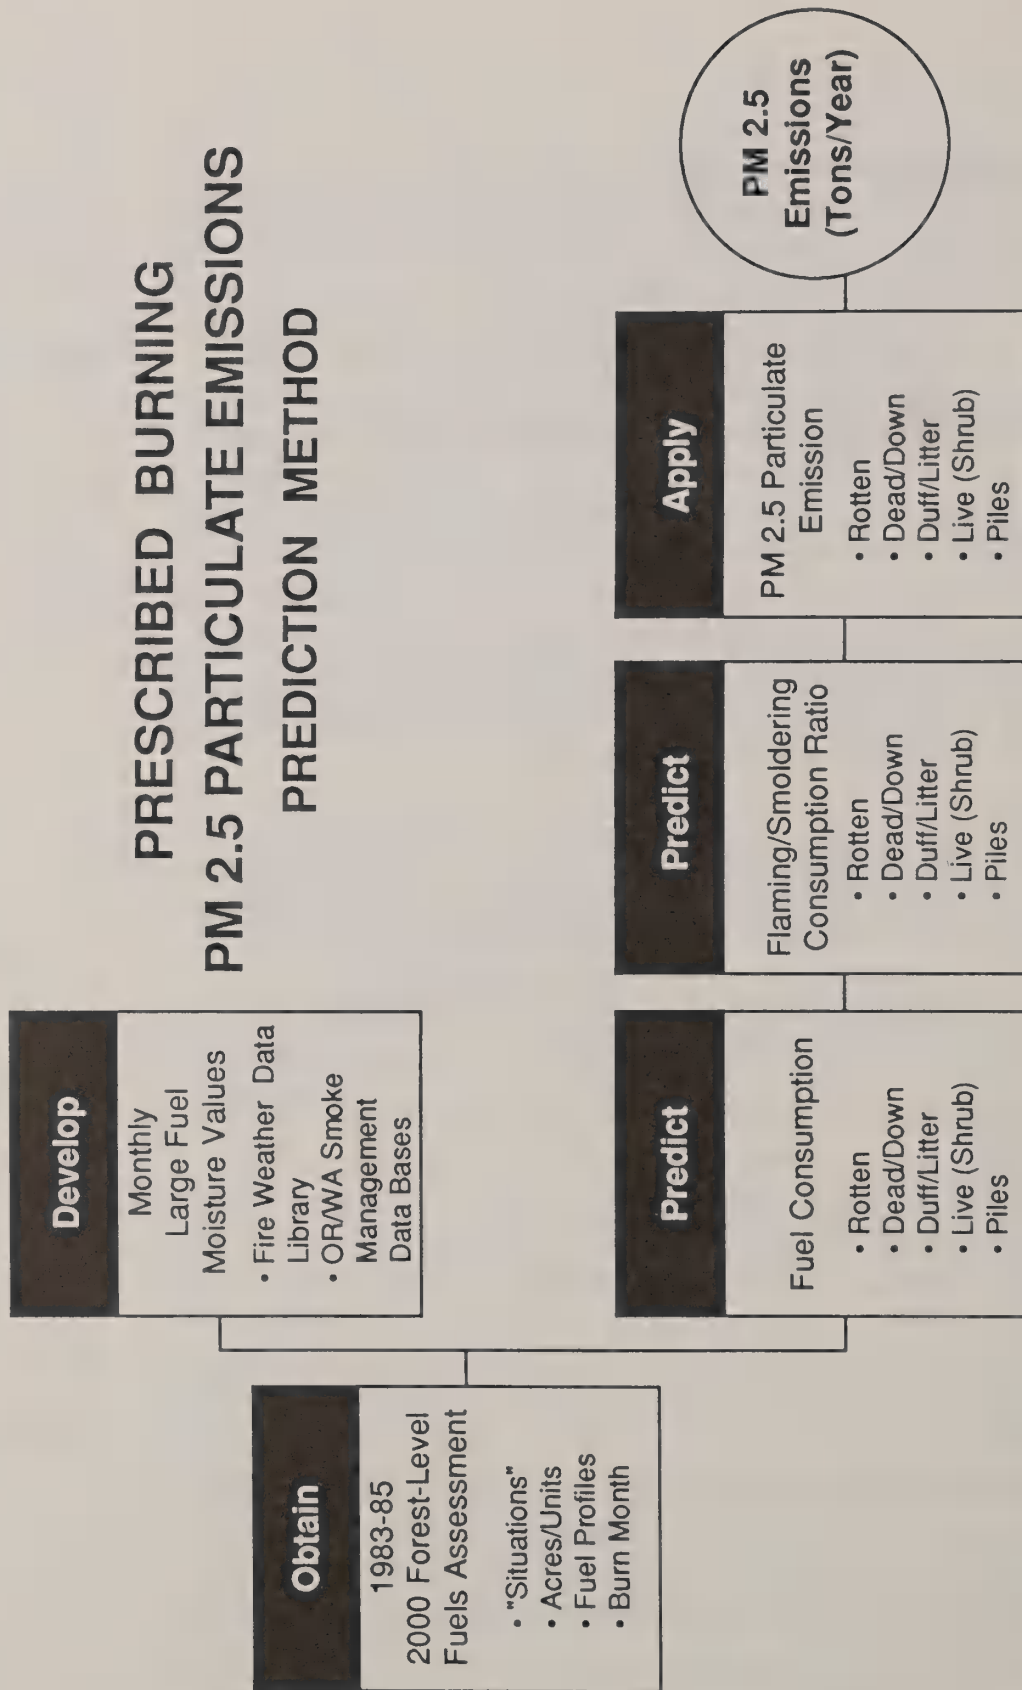 PRESCRIBED BURNING
PM 2.5 PARTICULATE EMISSIONS
PREDICTION METHOD
Obtain
1983-85
2000 Forest-Level
Fuels Assessment
• "Situations"
• Acres/Units
• Fuel Profiles
• Burn Month
Develop
Monthly
Large Fuel
Moisture Values
• Fire Weather Data
Library
• OR/WA Smoke
Management
Data Bases
Predict
Fuel Consumption
• Rotten
• Dead/Down
• Duff/Litter
• Live (Shrub)
• Piles
Predict
Flaming/Smoldering
Consumption Ratio
• Rotten
• Dead/Down
• Duff/Litter
• Live (Shrub)
• Piles
Apply
PM 2.5 Particulate
Emission
• Rotten
• Dead/Down
• Duff/Litter
• Live (Shrub)
• Piles
PM 2.5
Emissions
(Tons/Year)